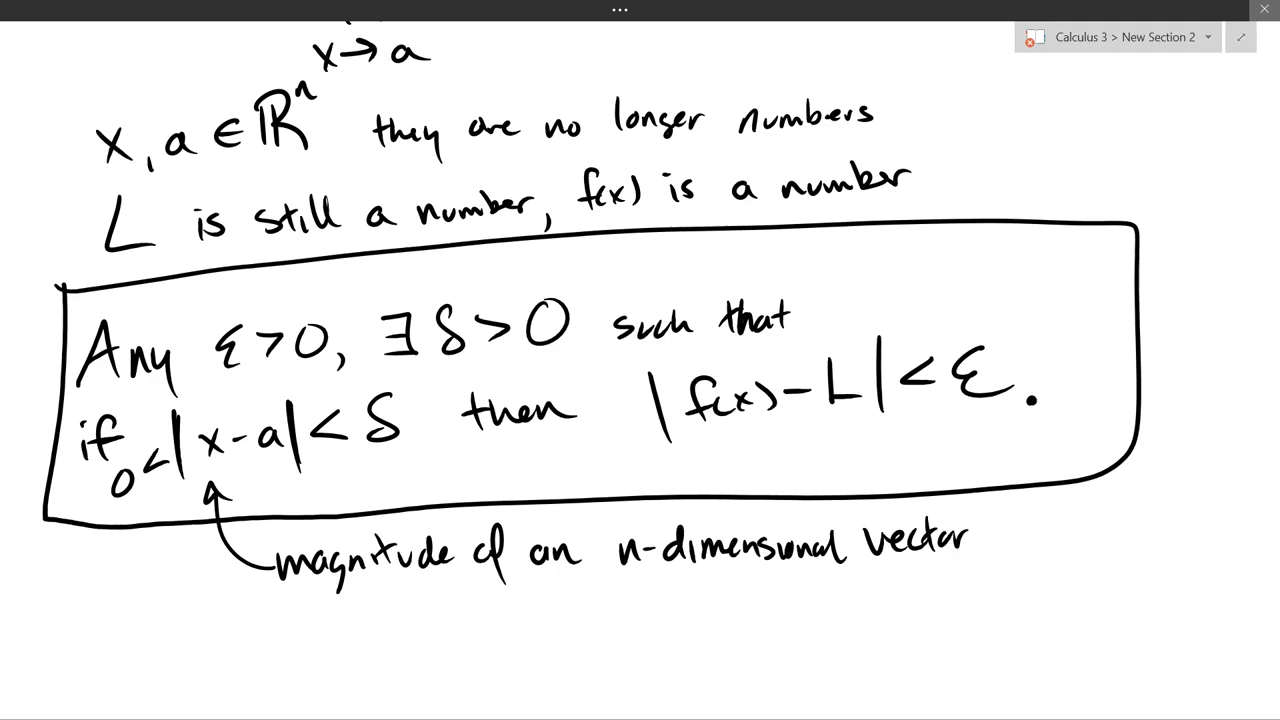 Calculus 3 > New Section 2
x → a
x, a ∈ ℝⁿ they are no longer numbers
L is still a number, f(x) is a number
Any ε > 0, ∃ δ > 0 such that
if 0 < |x - a| < δ then |f(x) - L| < ε.
magnitude of an n-dimensional vector